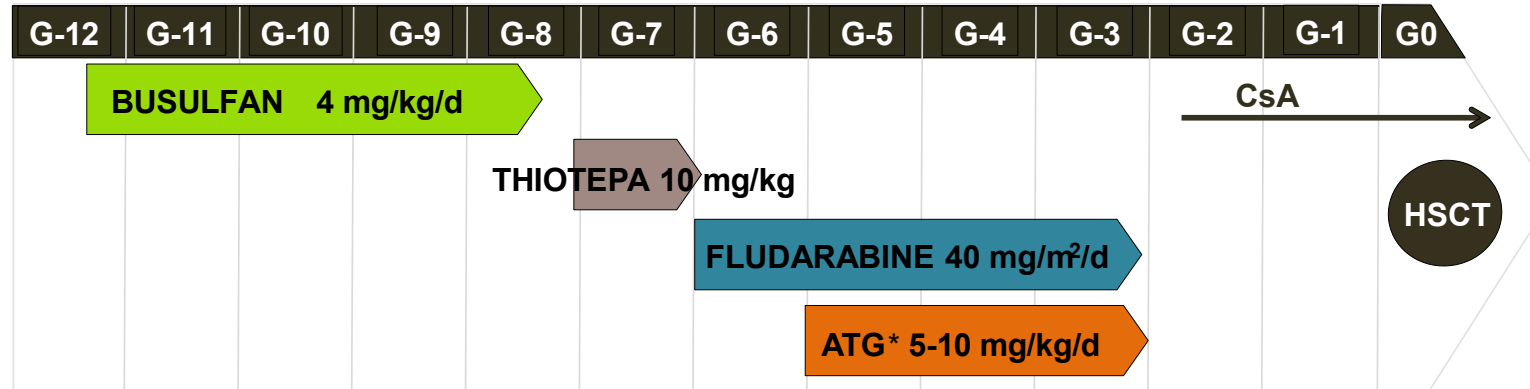 G-12 G-11 G-10 G-9 G-8 G-7 G-6 G-5 G-4 G-3 G-2 G-1 G0
BUSULFAN 4 mg/kg/d
CsA
THIOTEPA 10 mg/kg
HSCT
FLUDARABINE 40 mg/m²/d
ATG* 5-10 mg/kg/d